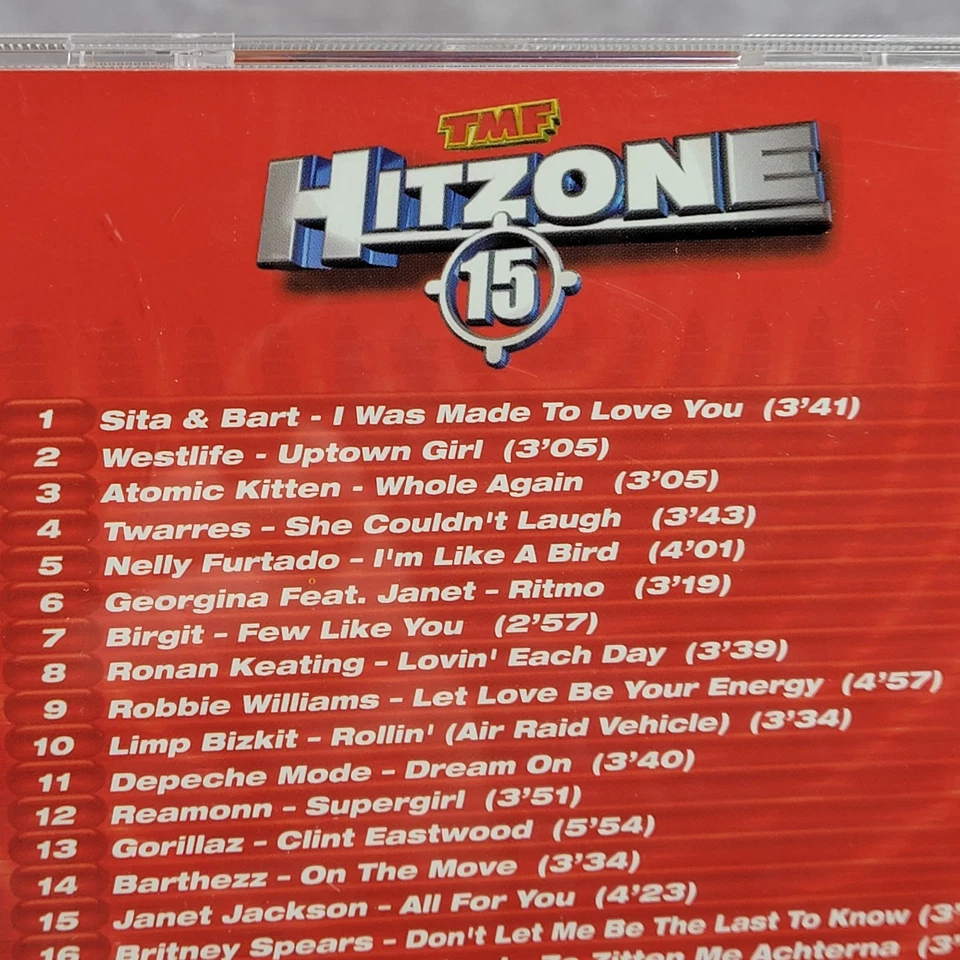 TMF
HITZONE
15
1 Sita & Bart - I Was Made To Love You (3'41)
2 Westlife - Uptown Girl (3'05)
3 Atomic Kitten - Whole Again (3'05)
4 Twarres - She Couldn't Laugh (3'43)
5 Nelly Furtado - I'm Like A Bird (4'01)
6 Georgina Feat. Janet - Ritmo (3'19)
7 Birgit - Few Like You (2'57)
8 Ronan Keating - Lovin' Each Day (3'39)
9 Robbie Williams - Let Love Be Your Energy (4'57)
10 Limp Bizkit - Rollin' (Air Raid Vehicle) (3'34)
11 Depeche Mode - Dream On (3'40)
12 Reamonn - Supergirl (3'51)
13 Gorillaz - Clint Eastwood (5'54)
14 Barthezz - On The Move (3'34)
15 Janet Jackson - All For You (4'23)
16 Britney Spears - Don't Let Me Be The Last To Know (3'
To Zitten Me Achterna (3'